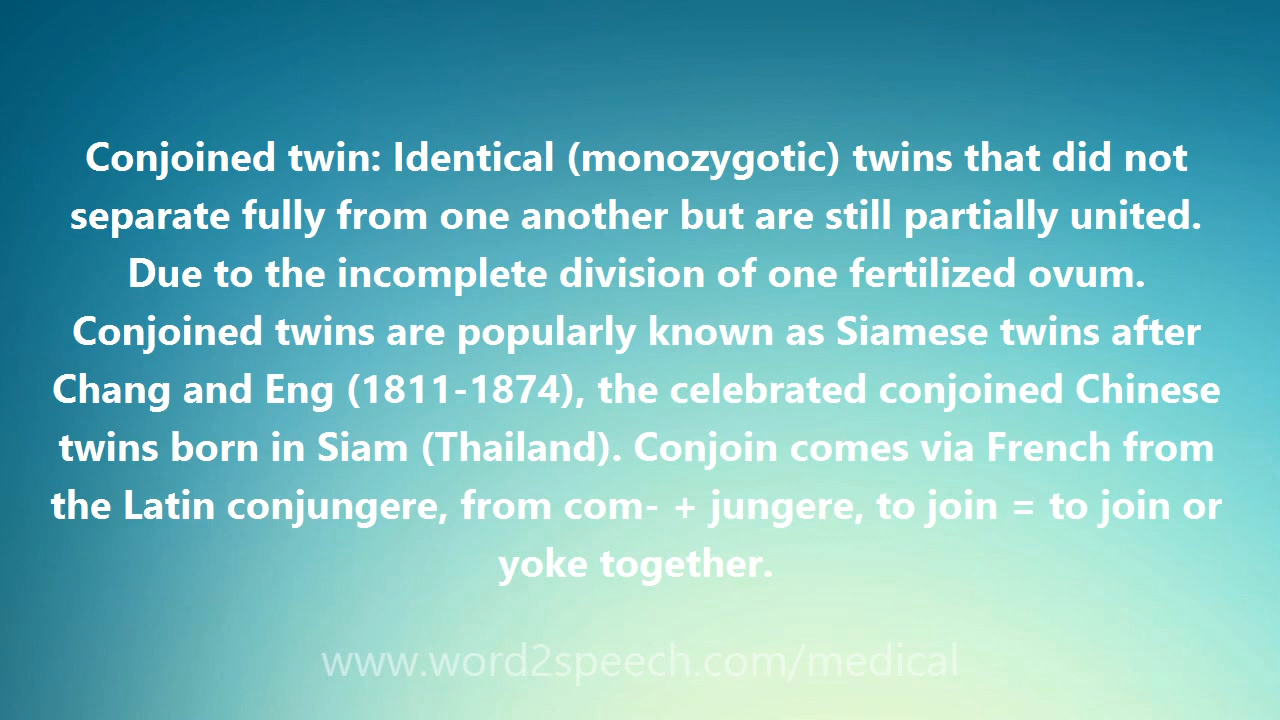 Conjoined twin: Identical (monozygotic) twins that did not
separate fully from one another but are still partially united.
Due to the incomplete division of one fertilized ovum.
Conjoined twins are popularly known as Siamese twins after
Chang and Eng (1811-1874), the celebrated conjoined Chinese
twins born in Siam (Thailand). Conjoin comes via French from
the Latin conjungere, from com- + jungere, to join = to join or
yoke together.
www.word2speech.com/medical